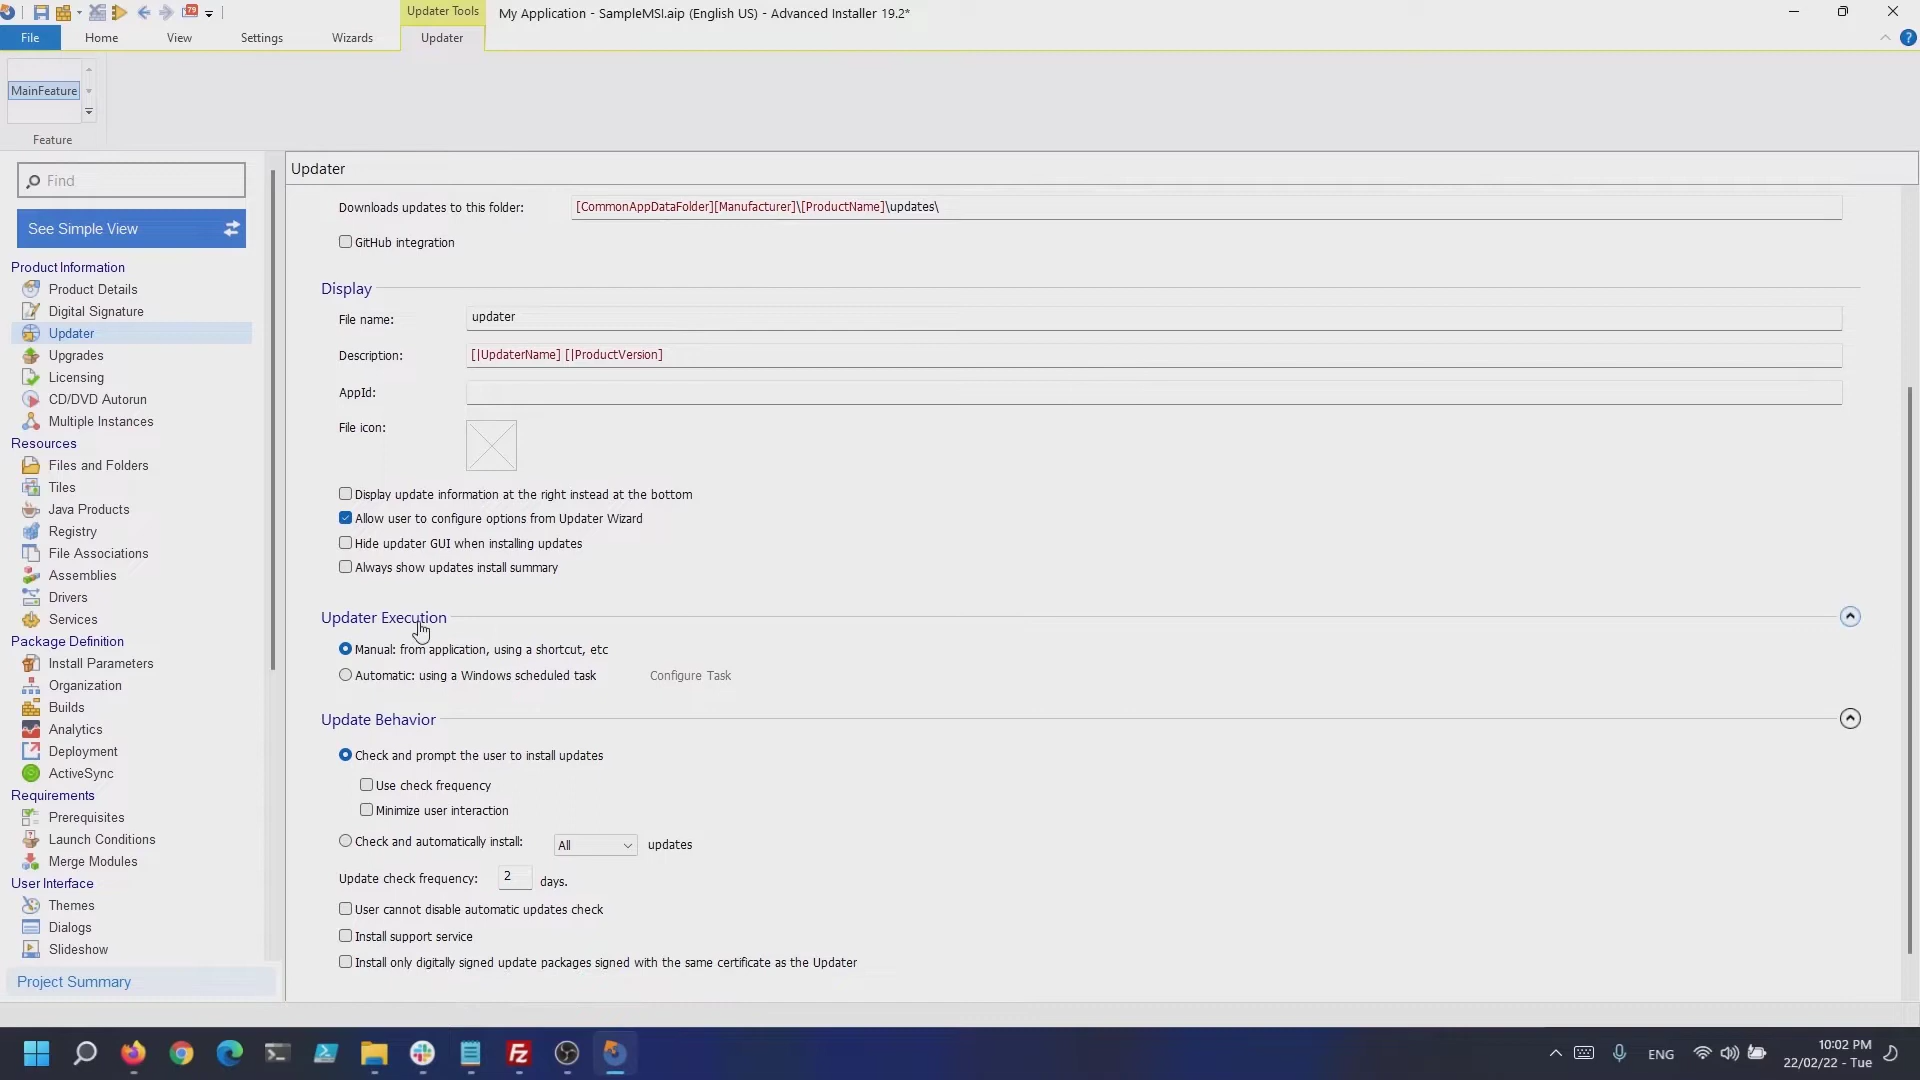 79
Updater Tools
My Application - SampleMSI.aip (English US) - Advanced Installer 19.2*
File
Home
View
Settings
Wizards
Updater
?
MainFeature
Feature
Find
See Simple View
Product Information
Product Details
Digital Signature
Updater
Upgrades
Licensing
CD/DVD Autorun
Multiple Instances
Resources
Files and Folders
Tiles
Java Products
Registry
File Associations
Assemblies
Drivers
Services
Package Definition
Install Parameters
Organization
Builds
Analytics
Deployment
ActiveSync
Requirements
Prerequisites
Launch Conditions
Merge Modules
User Interface
Themes
Dialogs
Slideshow
Project Summary
Updater
Downloads updates to this folder: [CommonAppDataFolder][Manufacturer]\[ProductName]\updates\
GitHub integration
Display
File name: updater
Description: [|UpdaterName] [|ProductVersion]
AppId:
File icon:
Display update information at the right instead at the bottom
Allow user to configure options from Updater Wizard
Hide updater GUI when installing updates
Always show updates install summary
Updater Execution
Manual: from application, using a shortcut, etc
Automatic: using a Windows scheduled task Configure Task
Update Behavior
Check and prompt the user to install updates
Use check frequency
Minimize user interaction
Check and automatically install: All updates
Update check frequency: 2 days.
User cannot disable automatic updates check
Install support service
Install only digitally signed update packages signed with the same certificate as the Updater
Fz
ENG
10:02 PM
22/02/22 - Tue